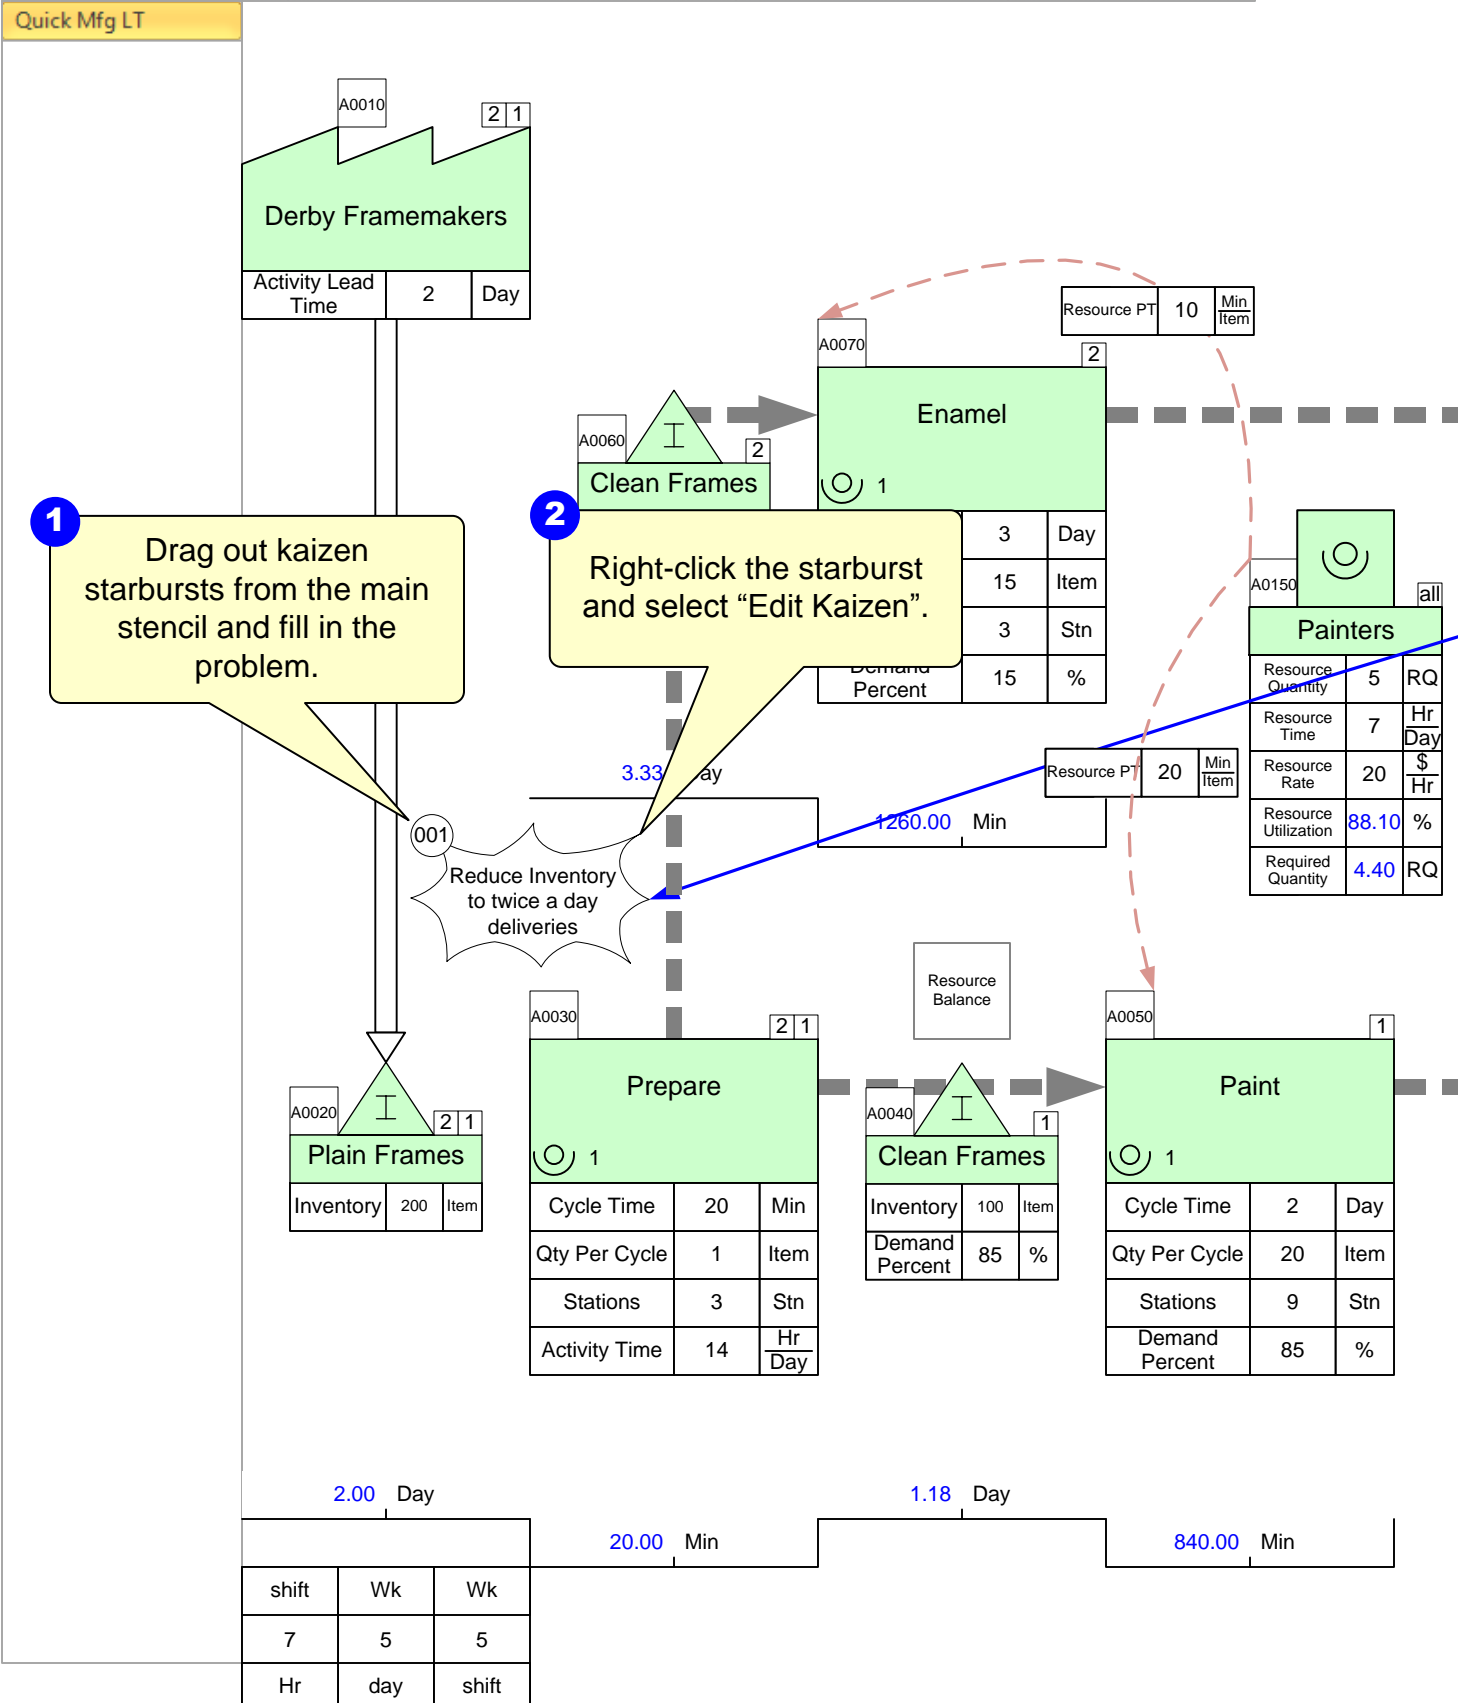 Quick Mfg LT
A0010
2 1
Derby Framemakers
Activity Lead
Time
2
Day
Resource PT
10
Min
Item
A0070
2
Enamel
1
A0060
I
2
Clean Frames
3
Day
15
Item
3
Stn
Demand
Percent
15
%
1
Drag out kaizen
starbursts from the main
stencil and fill in the
problem.
2
Right-click the starburst
and select “Edit Kaizen”.
A0150
all
Painters
Resource
Quantity
5
RQ
Resource
Time
7
Hr
Day
Resource
Rate
20
$
Hr
Resource
Utilization
88.10
%
Required
Quantity
4.40
RQ
Resource PT
20
Min
Item
3.33
ay
1260.00 Min
001
Reduce Inventory
to twice a day
deliveries
Resource
Balance
A0020
I
2 1
Plain Frames
Inventory
200
Item
A0030
2 1
Prepare
1
Cycle Time
20
Min
Qty Per Cycle
1
Item
Stations
3
Stn
Activity Time
14
Hr
Day
A0040
I
1
Clean Frames
Inventory
100
Item
Demand
Percent
85
%
A0050
1
Paint
1
Cycle Time
2
Day
Qty Per Cycle
20
Item
Stations
9
Stn
Demand
Percent
85
%
2.00 Day
20.00 Min
1.18 Day
840.00 Min
shift Wk Wk
7 5 5
Hr day shift